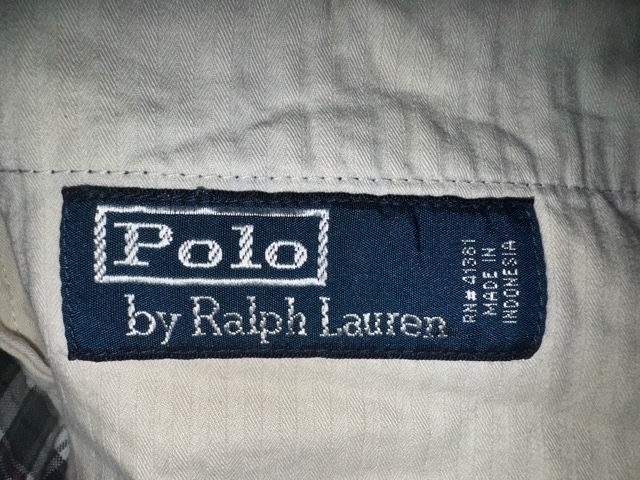 Polo
by Ralph Lauren
RN# 41381
MADE IN
INDONESIA